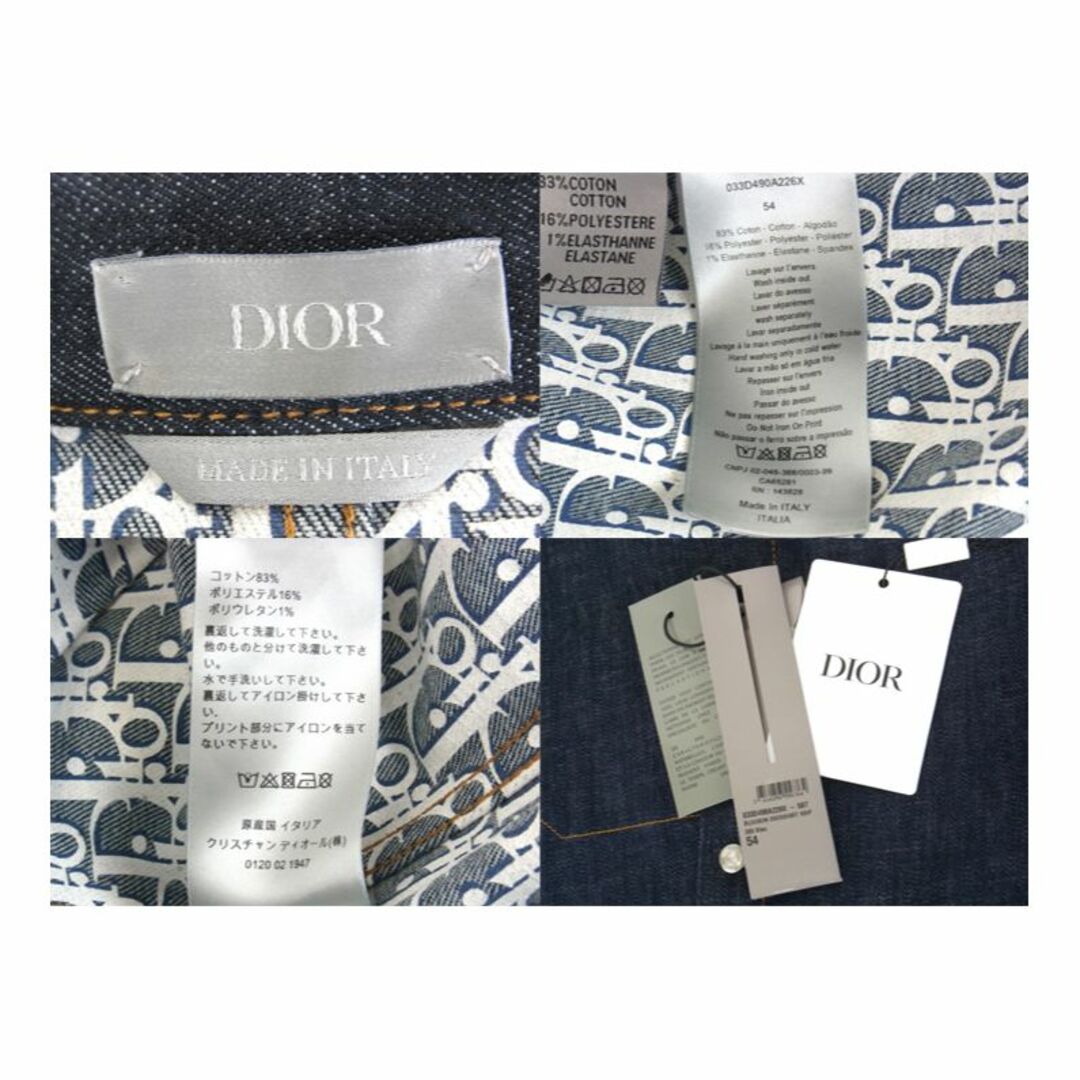 DIOR
MADE IN ITALY
83%COTON
COTTON
16%POLYESTERE
1%ELASTHANNE
ELASTANE
033D490A226X
54
83% Coton - Cotton - Algodão
16% Polyester - Polyester - Poliéster
1% Elasthanne - Elastane - Spandex
Lavage sur l'envers
Wash inside out
Lavar do avesso
Laver séparément
wash separately
Lavar separadamente
Lavage à la main uniquement à l'eau froide
Hand washing only in cold water
Lavar a mão só em água fria
Repasser sur l'envers
Iron inside out
Passar do avesso
Ne pas repasser sur l'impression
Do Not Iron On Print
Não passar o ferro sobre a impressão
CA65281
RN : 143828
Made In ITALY
ITALIA
コットン83%
ポリエステル16%
ポリウレタン1%
裏返して洗濯して下さい。
他のものと分けて洗濯して下さ
い。
水で手洗いして下さい。
裏返してアイロン掛けして下さ
い。
プリント部分にアイロンを当て
ないで下さい。
原産国 イタリア
クリスチャン ディオール(株)
0120 02 1947
DIOR
54